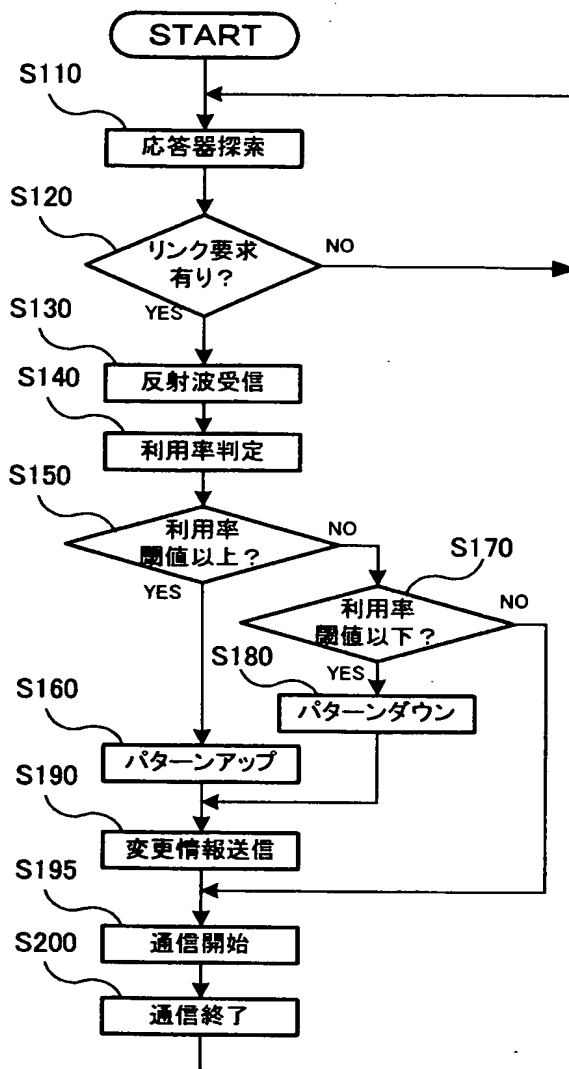 START
S110
応答器探索
S120
リンク要求
有り？
NO
YES
S130
反射波受信
S140
利用率判定
S150
利用率
閾値以上？
NO
YES
S170
利用率
閾値以下？
NO
YES
S180
パターンダウン
S160
パターンアップ
S190
変更情報送信
S195
通信開始
S200
通信終了